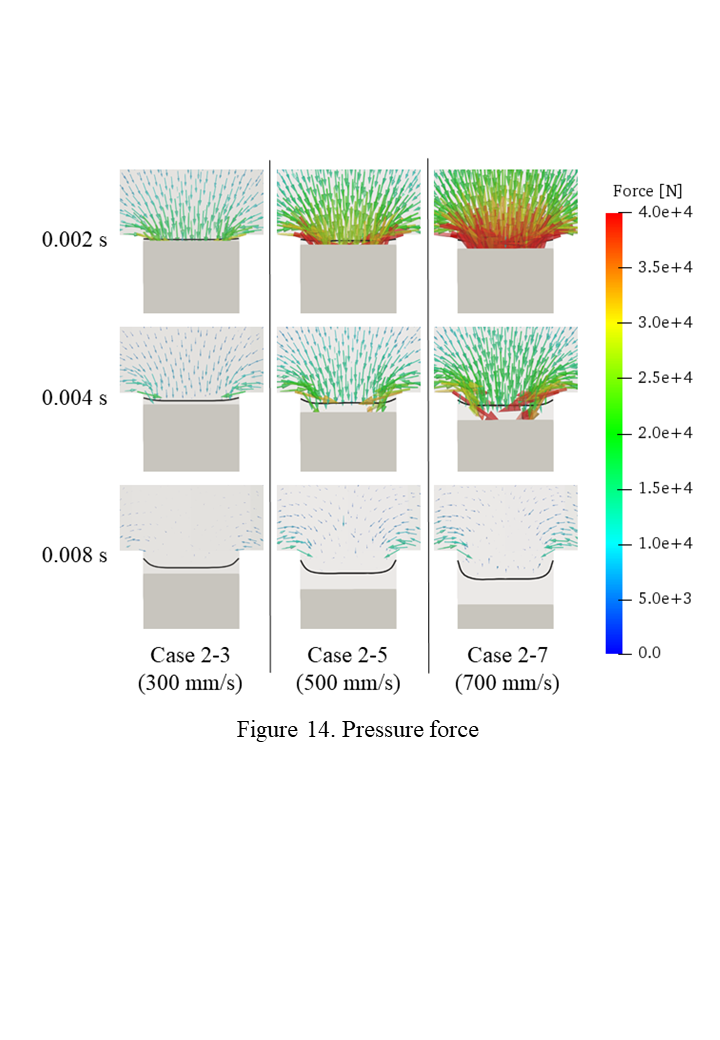 Force [N]
4.0e+4
0.002 s
3.5e+4
3.0e+4
2.5e+4
0.004 s
2.0e+4
1.5e+4
1.0e+4
0.008 s
5.0e+3
0.0
Case 2-3 Case 2-5 Case 2-7
(300 mm/s) (500 mm/s) (700 mm/s)
Figure 14. Pressure force